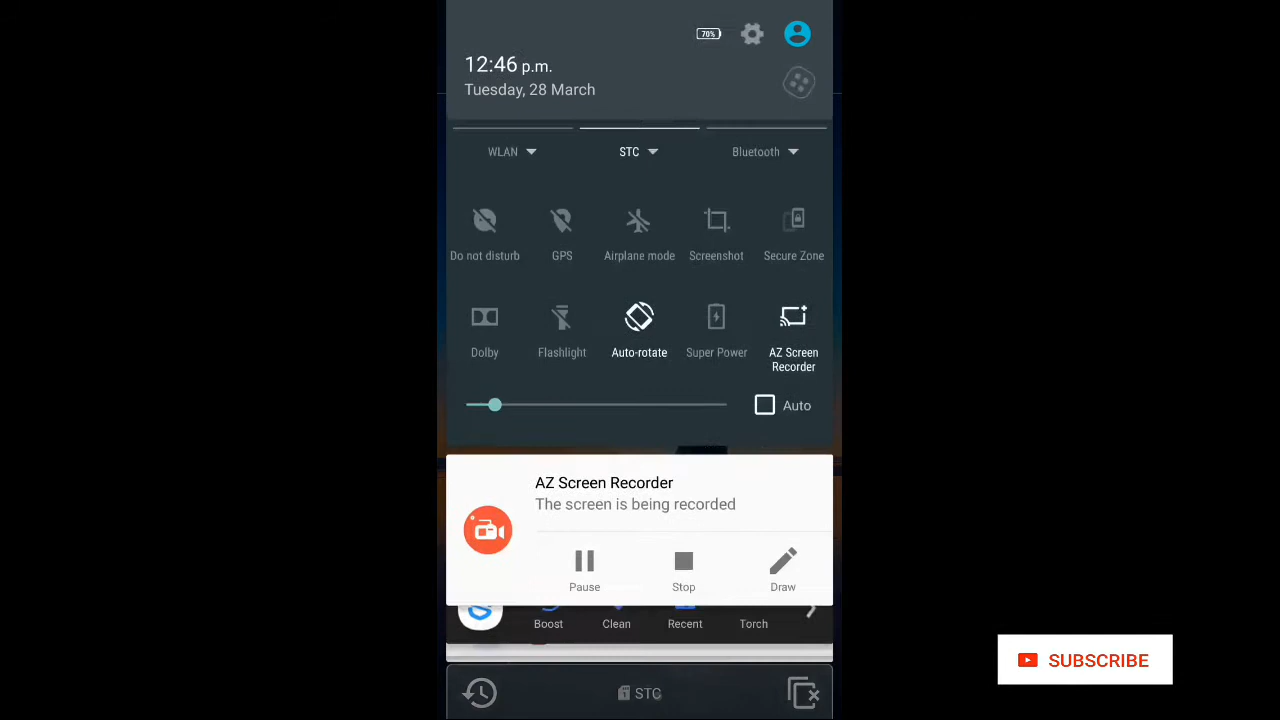 70%
12:46 p.m.
Tuesday, 28 March
WLAN STC Bluetooth
Do not disturb GPS Airplane mode Screenshot Secure Zone
Dolby Flashlight Auto-rotate Super Power AZ Screen Recorder
Auto
AZ Screen Recorder
The screen is being recorded
Pause Stop Draw
Boost Clean Recent Torch
STC
SUBSCRIBE